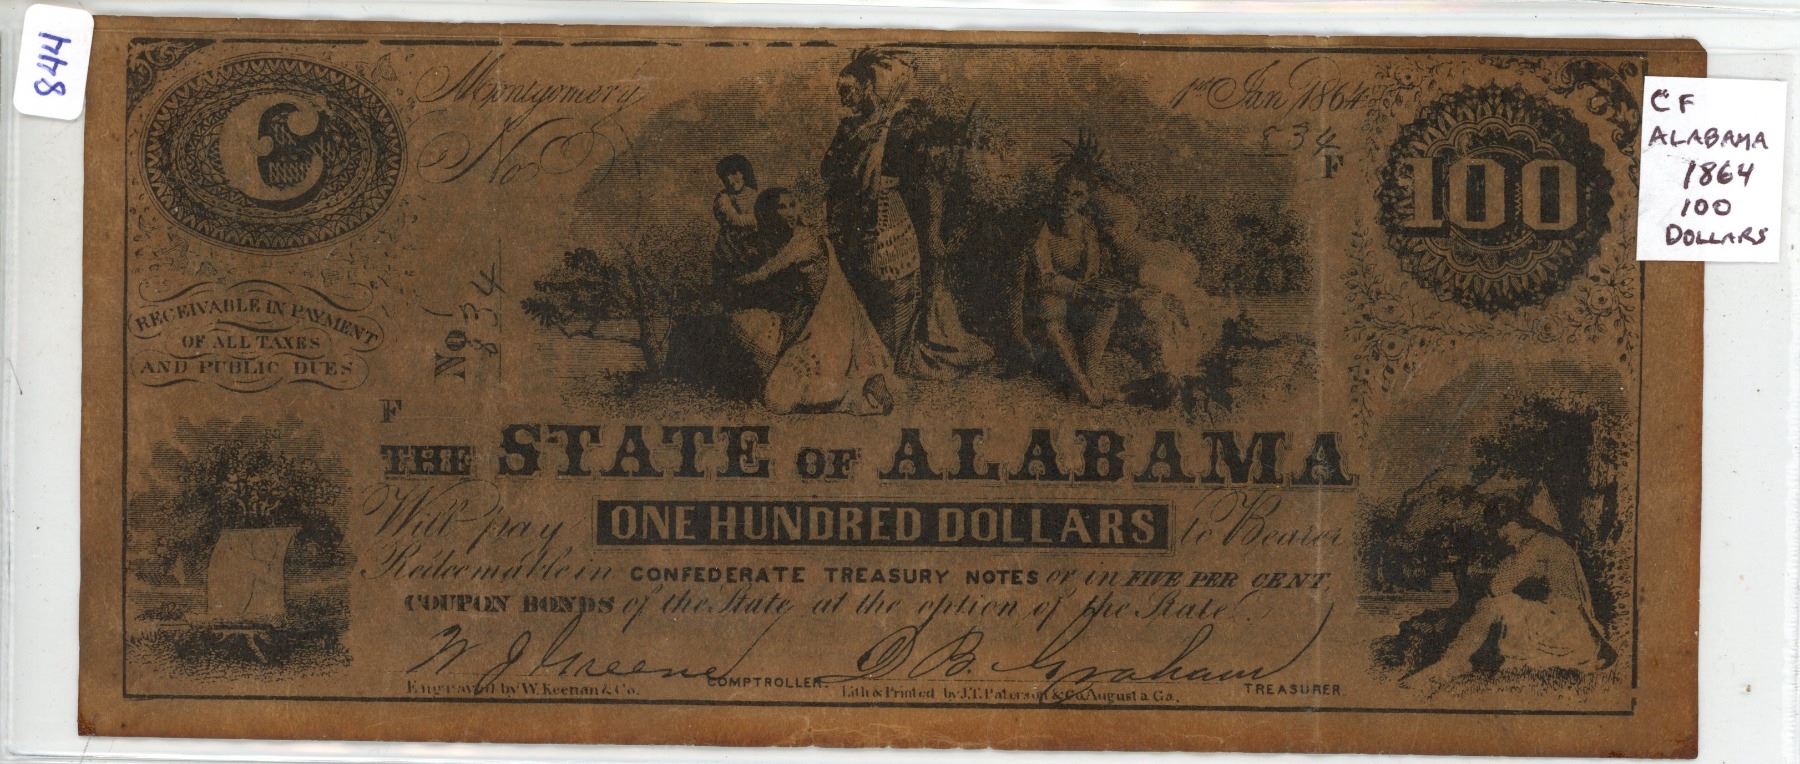 844
CF
ALABAMA
1864
100
DOLLARS
C
Montgomery
1st Jan 1864
No
834
F
100
RECEIVABLE IN PAYMENT
OF ALL TAXES
AND PUBLIC DUES
No 834
F
THE STATE OF ALABAMA
Will pay ONE HUNDRED DOLLARS to Bearer
Redeemable in CONFEDERATE TREASURY NOTES or in FIVE PER CENT.
COUPON BONDS of the State, at the option of the State.
W J Greene D B. Graham
COMPTROLLER. TREASURER.
Engraved by W. Keenan & Co. Lith & Printed by J.T. Paterson & Co Augusta Ga.